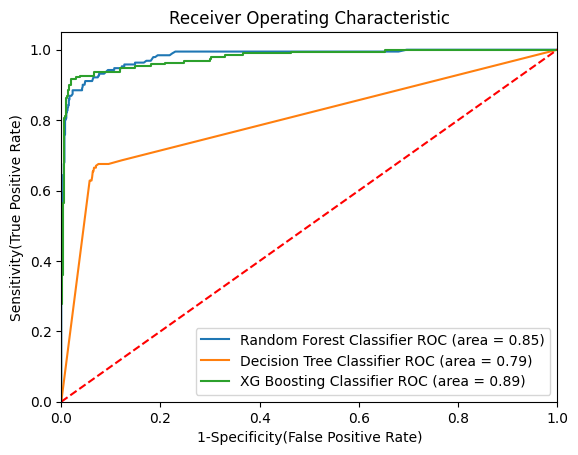 Receiver Operating Characteristic
Sensitivity(True Positive Rate)
1.0
0.8
0.6
0.4
0.2
0.0
Random Forest Classifier ROC (area = 0.85)
Decision Tree Classifier ROC (area = 0.79)
XG Boosting Classifier ROC (area = 0.89)
0.0 0.2 0.4 0.6 0.8 1.0
1-Specificity(False Positive Rate)